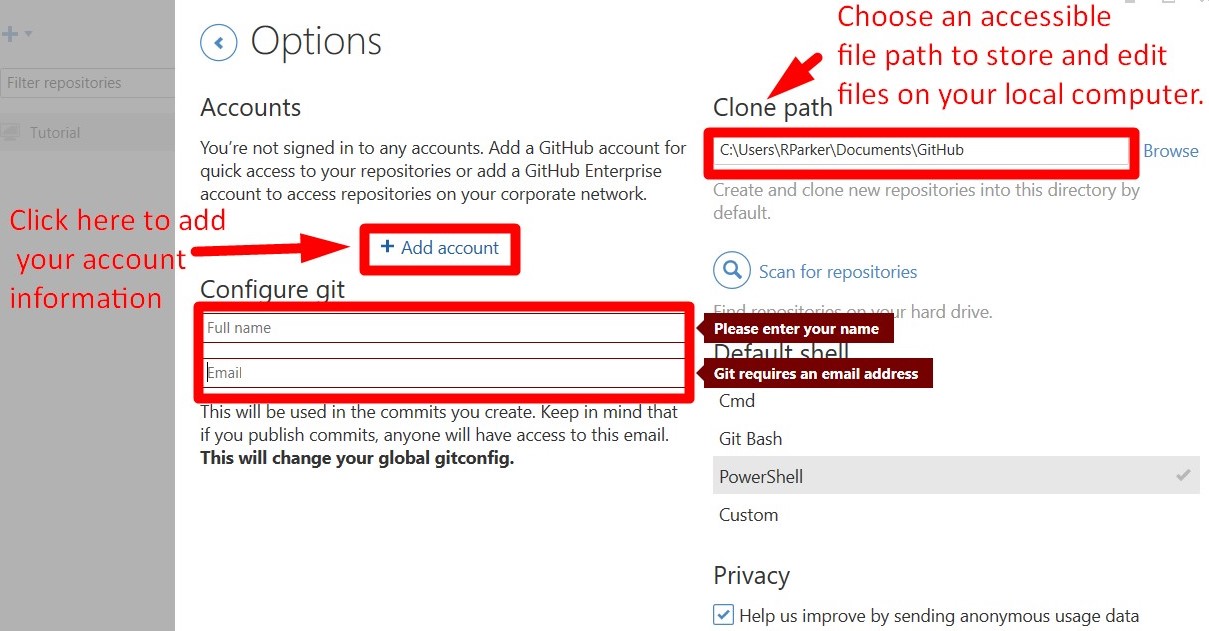 Filter repositories
Tutorial
Options
Accounts
You're not signed in to any accounts. Add a GitHub account for
quick access to your repositories or add a GitHub Enterprise
account to access repositories on your corporate network.
Click here to add
your account
information
+ Add account
Configure git
Full name
Please enter your name
Email
Git requires an email address
This will be used in the commits you create. Keep in mind that
if you publish commits, anyone will have access to this email.
This will change your global gitconfig.
Choose an accessible
file path to store and edit
files on your local computer.
Clone path
C:\Users\RParker\Documents\GitHub
Browse
Create and clone new repositories into this directory by
default.
Scan for repositories
Find repositories on your hard drive.
Default shell
Cmd
Git Bash
PowerShell
Custom
Privacy
Help us improve by sending anonymous usage data